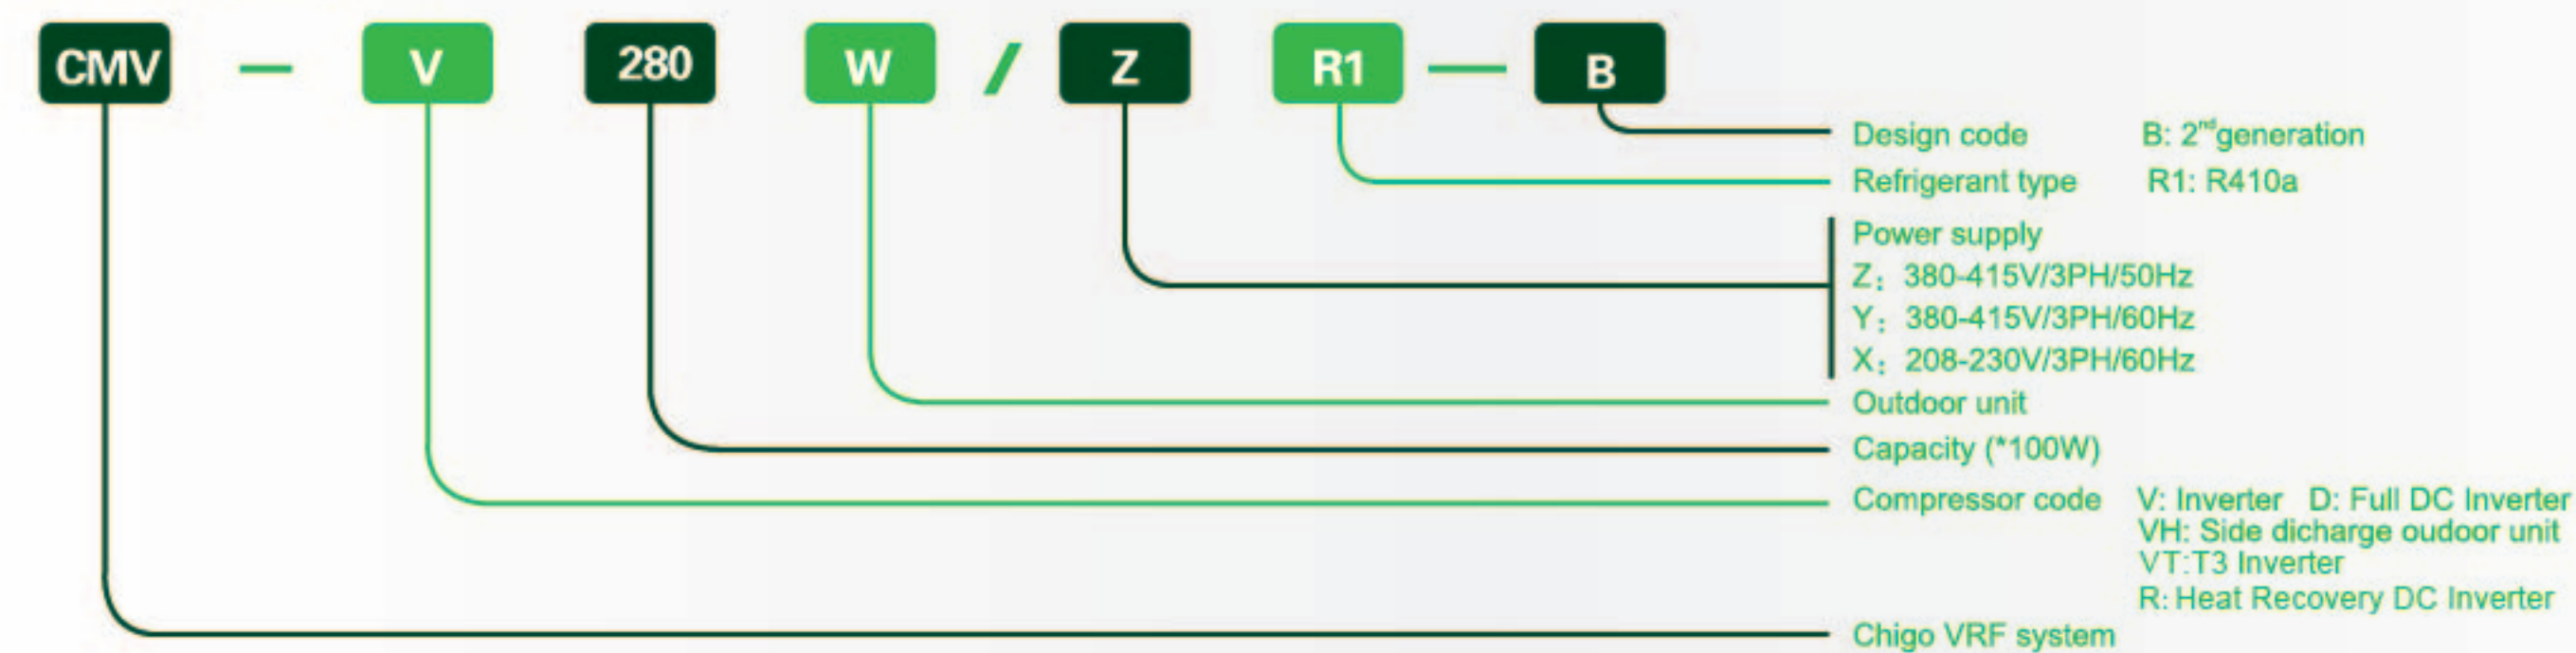 CMV — V 280 W / Z R1 — B
Design code B: 2ndgeneration
Refrigerant type R1: R410a
Power supply
Z: 380-415V/3PH/50Hz
Y: 380-415V/3PH/60Hz
X: 208-230V/3PH/60Hz
Outdoor unit
Capacity (*100W)
Compressor code V: Inverter D: Full DC Inverter
VH: Side dicharge oudoor unit
VT:T3 Inverter
R: Heat Recovery DC Inverter
Chigo VRF system